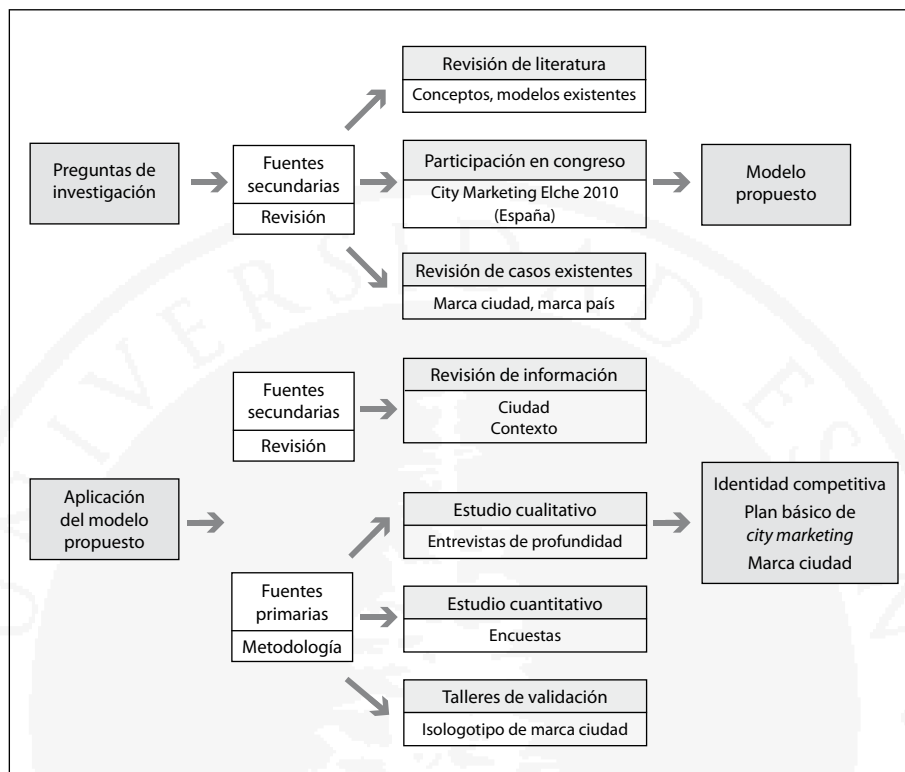 Revisión de literatura
Conceptos, modelos existentes
Preguntas de
investigación
Fuentes
secundarias
Revisión
Participación en congreso
City Marketing Elche 2010
(España)
Modelo
propuesto
Revisión de casos existentes
Marca ciudad, marca país
Fuentes
secundarias
Revisión
Revisión de información
Ciudad
Contexto
Aplicación
del modelo
propuesto
Estudio cualitativo
Entrevistas de profundidad
Identidad competitiva
Plan básico de
city marketing
Marca ciudad
Fuentes
primarias
Metodología
Estudio cuantitativo
Encuestas
Talleres de validación
Isologotipo de marca ciudad